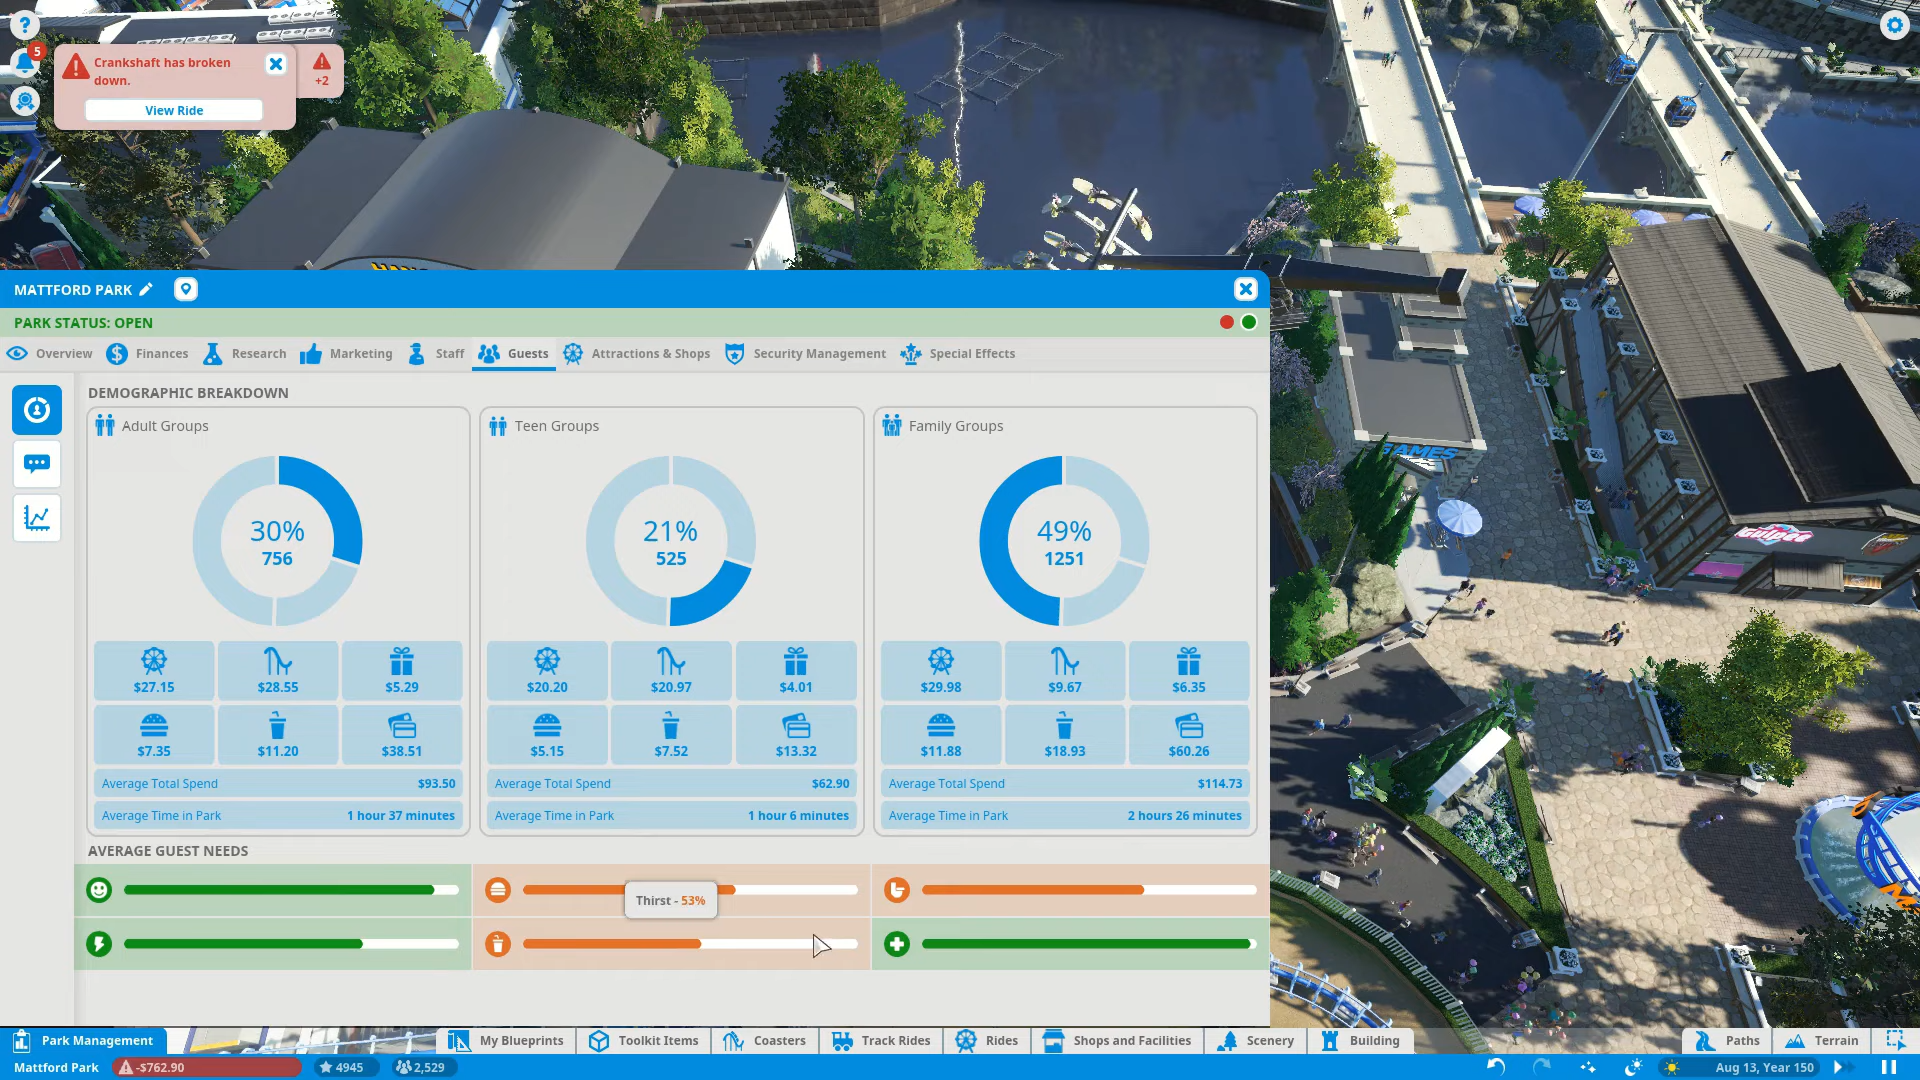 ?
5
Crankshaft has broken
down.
View Ride
+2
MATTFORD PARK
PARK STATUS: OPEN
Overview
Finances
Research
Marketing
Staff
Guests
Attractions & Shops
Security Management
Special Effects
DEMOGRAPHIC BREAKDOWN
Adult Groups
30%
756
$27.15
$28.55
$5.29
$7.35
$11.20
$38.51
Average Total Spend $93.50
Average Time in Park 1 hour 37 minutes
Teen Groups
21%
525
$20.20
$20.97
$4.01
$5.15
$7.52
$13.32
Average Total Spend $62.90
Average Time in Park 1 hour 6 minutes
Family Groups
49%
1251
$29.98
$9.67
$6.35
$11.88
$18.93
$60.26
Average Total Spend $114.73
Average Time in Park 2 hours 26 minutes
AVERAGE GUEST NEEDS
Thirst - 53%
GAMES
Gulpee
Park Management
My Blueprints
Toolkit Items
Coasters
Track Rides
Rides
Shops and Facilities
Scenery
Building
Paths
Terrain
Mattford Park
-$762.90
4945
2,529
Aug 13, Year 150